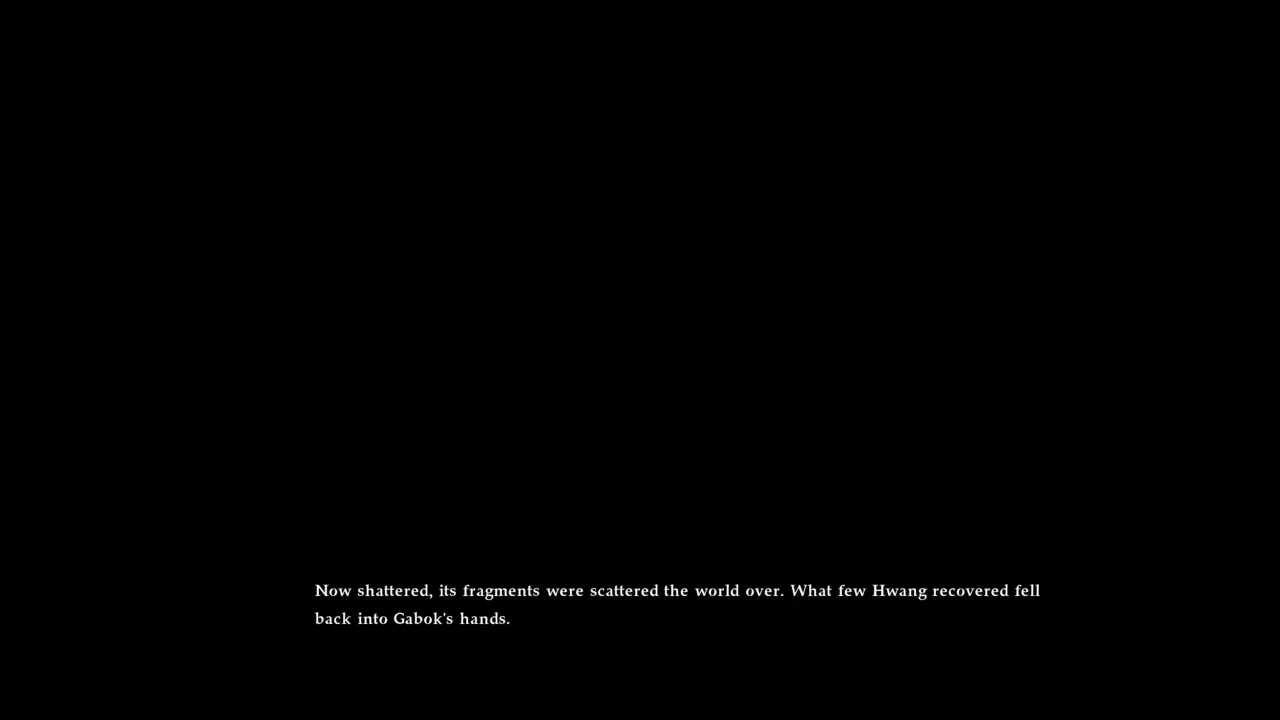 Now shattered, its fragments were scattered the world over. What few Hwang recovered fell
back into Gabok's hands.